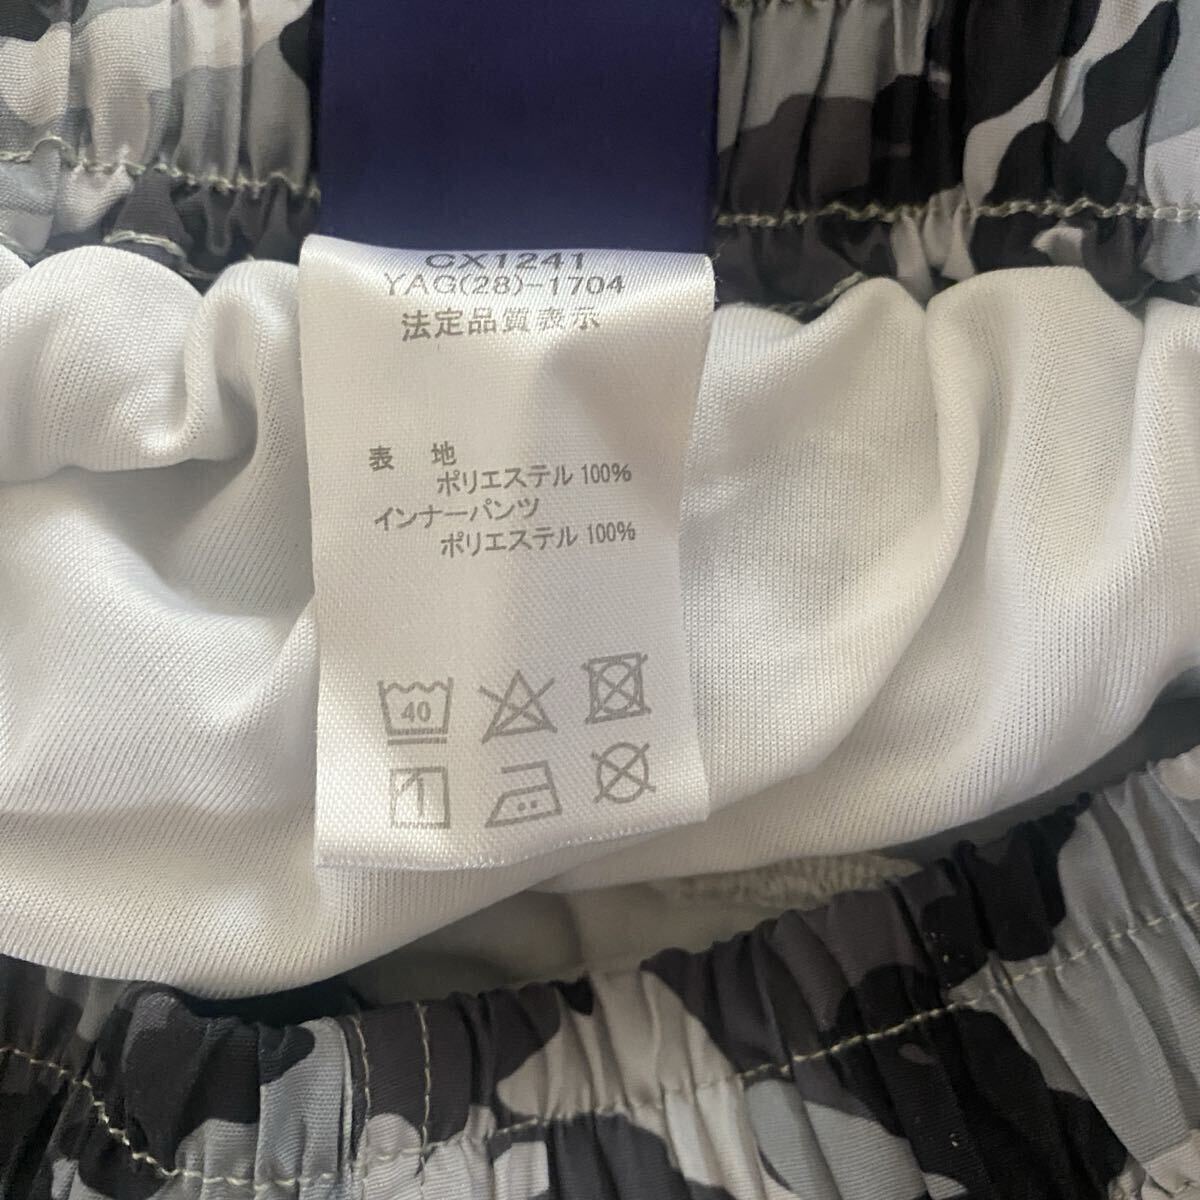 CX1241
YAG(28)-1704
法定品質表示
表 地
ポリエステル 100%
インナーパンツ
ポリエステル 100%
40